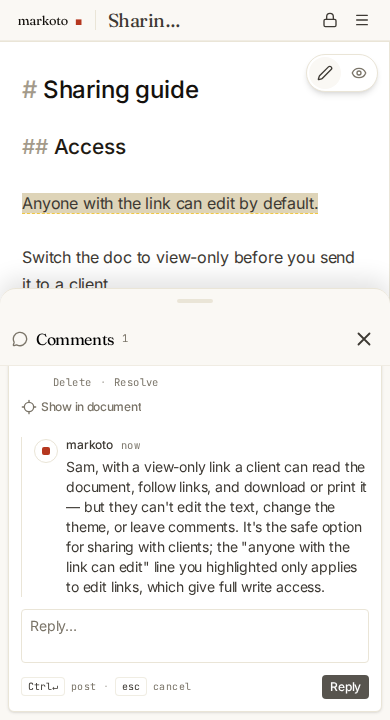 markoto
Sharin...
# Sharing guide
## Access
Anyone with the link can edit by default.
Switch the doc to view-only before you send
it to a client
Comments 1
Delete · Resolve
Show in document
markoto now
Sam, with a view-only link a client can read the
document, follow links, and download or print it
— but they can't edit the text, change the
theme, or leave comments. It's the safe option
for sharing with clients; the "anyone with the
link can edit" line you highlighted only applies
to edit links, which give full write access.
Reply...
Ctrl↵ post · esc cancel
Reply